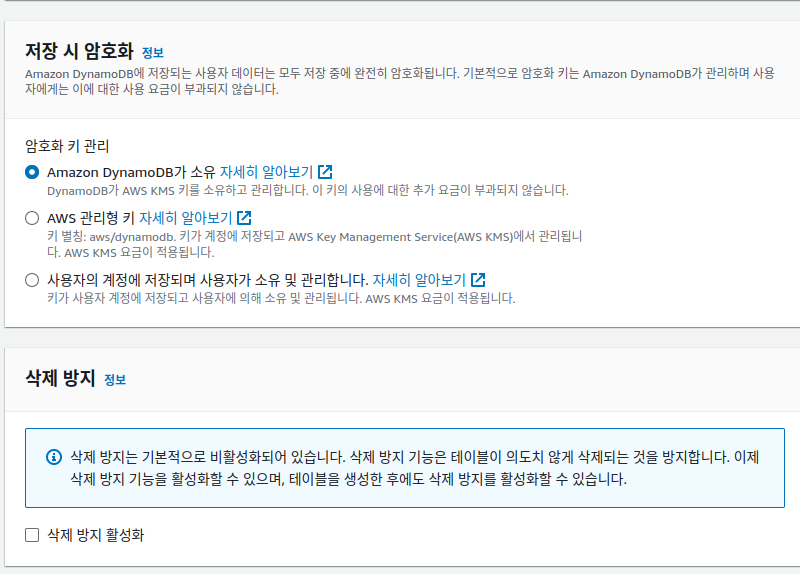 저장 시 암호화 정보
Amazon DynamoDB에 저장되는 사용자 데이터는 모두 저장 중에 완전히 암호화됩니다. 기본적으로 암호화 키는 Amazon DynamoDB가 관리하며 사용
자에게는 이에 대한 사용 요금이 부과되지 않습니다.
암호화 키 관리
Amazon DynamoDB가 소유 자세히 알아보기
DynamoDB가 AWS KMS 키를 소유하고 관리합니다. 이 키의 사용에 대한 추가 요금이 부과되지 않습니다.
AWS 관리형 키 자세히 알아보기
키 별칭: aws/dynamodb. 키가 계정에 저장되고 AWS Key Management Service(AWS KMS)에서 관리됩니
다. AWS KMS 요금이 적용됩니다.
사용자의 계정에 저장되며 사용자가 소유 및 관리합니다. 자세히 알아보기
키가 사용자 계정에 저장되고 사용자에 의해 소유 및 관리됩니다. AWS KMS 요금이 적용됩니다.
삭제 방지 정보
삭제 방지는 기본적으로 비활성화되어 있습니다. 삭제 방지 기능은 테이블이 의도치 않게 삭제되는 것을 방지합니다. 이제
삭제 방지 기능을 활성화할 수 있으며, 테이블을 생성한 후에도 삭제 방지를 활성화할 수 있습니다.
삭제 방지 활성화